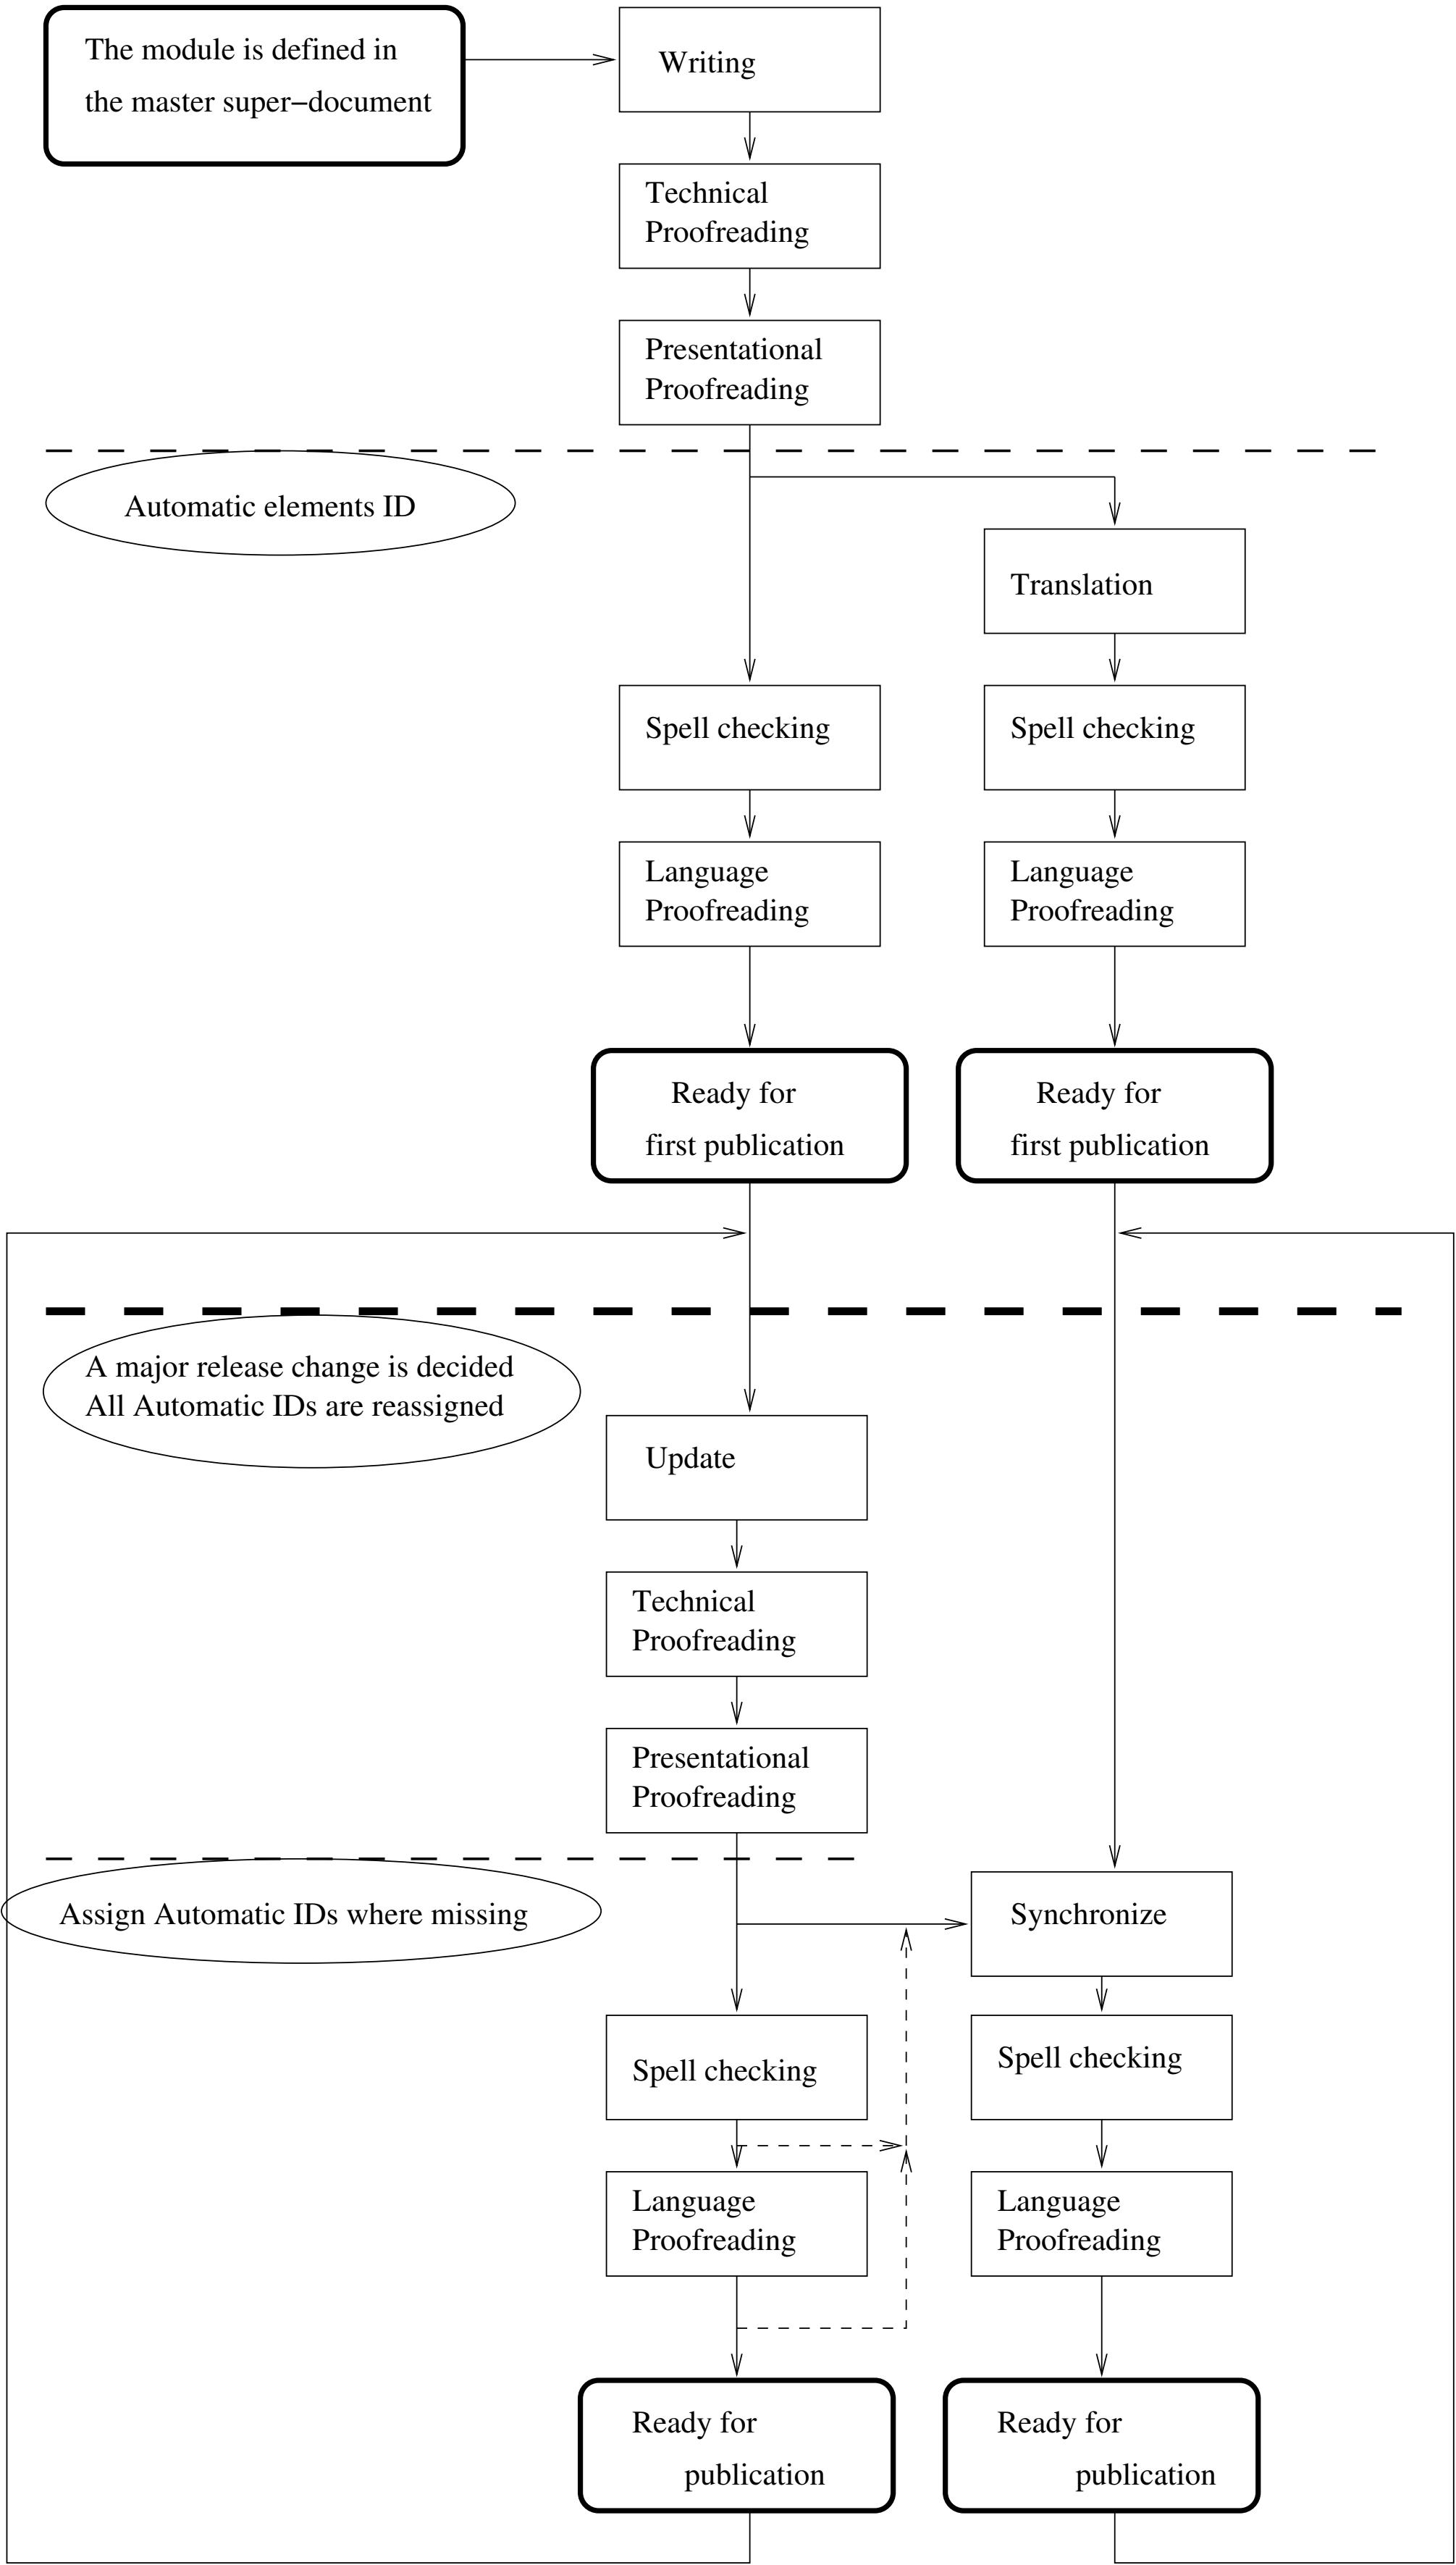 The module is defined in
the master super−document
Writing
Technical
Proofreading
Presentational
Proofreading
Automatic elements ID
Translation
Spell checking
Spell checking
Language
Proofreading
Language
Proofreading
Ready for
first publication
Ready for
first publication
A major release change is decided
All Automatic IDs are reassigned
Update
Technical
Proofreading
Presentational
Proofreading
Assign Automatic IDs where missing
Synchronize
Spell checking
Spell checking
Language
Proofreading
Language
Proofreading
Ready for
publication
Ready for
publication